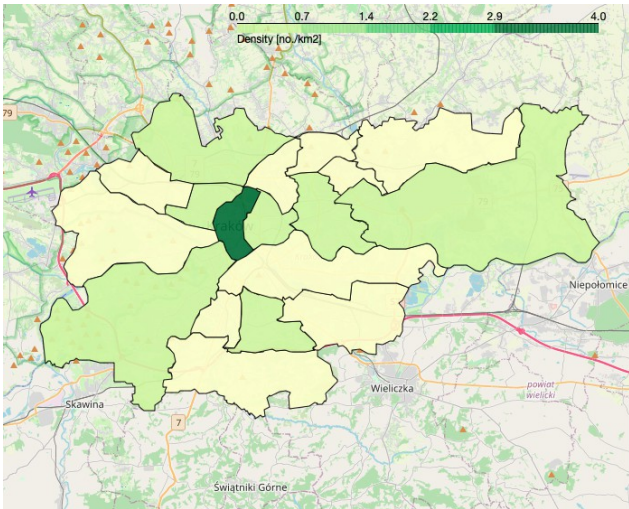 0.0 0.7 1.4 2.2 2.9 4.0
Density [no./km2]
79
Niepołomice
Wieliczka
powiat
wielicki
Skawina
7
Świątniki Górne